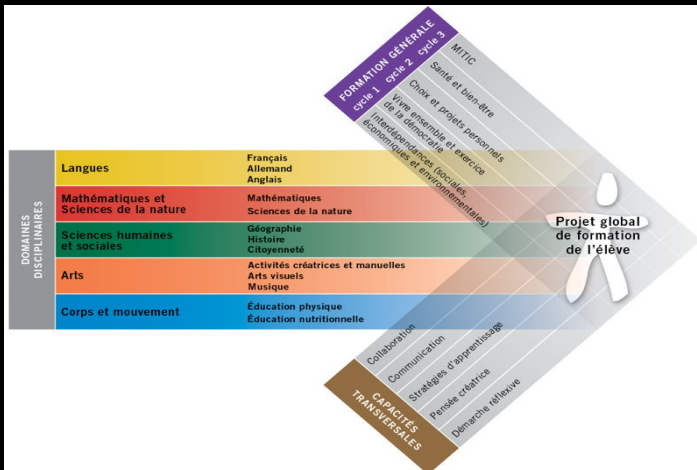 FORMATION GÉNÉRALE
cycle 1 cycle 2 cycle 3
MITIC
Santé et bien-être
Choix et projets personnels
Vivre ensemble et exercice
de la démocratie
Interdépendances (sociales,
économiques et environnementales)
DOMAINES
DISCIPLINAIRES
Langues
Français
Allemand
Anglais
Mathématiques et
Sciences de la nature
Mathématiques
Sciences de la nature
Sciences humaines
et sociales
Géographie
Histoire
Citoyenneté
Arts
Activités créatrices et manuelles
Arts visuels
Musique
Corps et mouvement
Éducation physique
Éducation nutritionnelle
Projet global
de formation
de l'élève
Collaboration
Communication
Stratégies d'apprentissage
Pensée créatrice
Démarche réflexive
CAPACITÉS
TRANSVERSALES